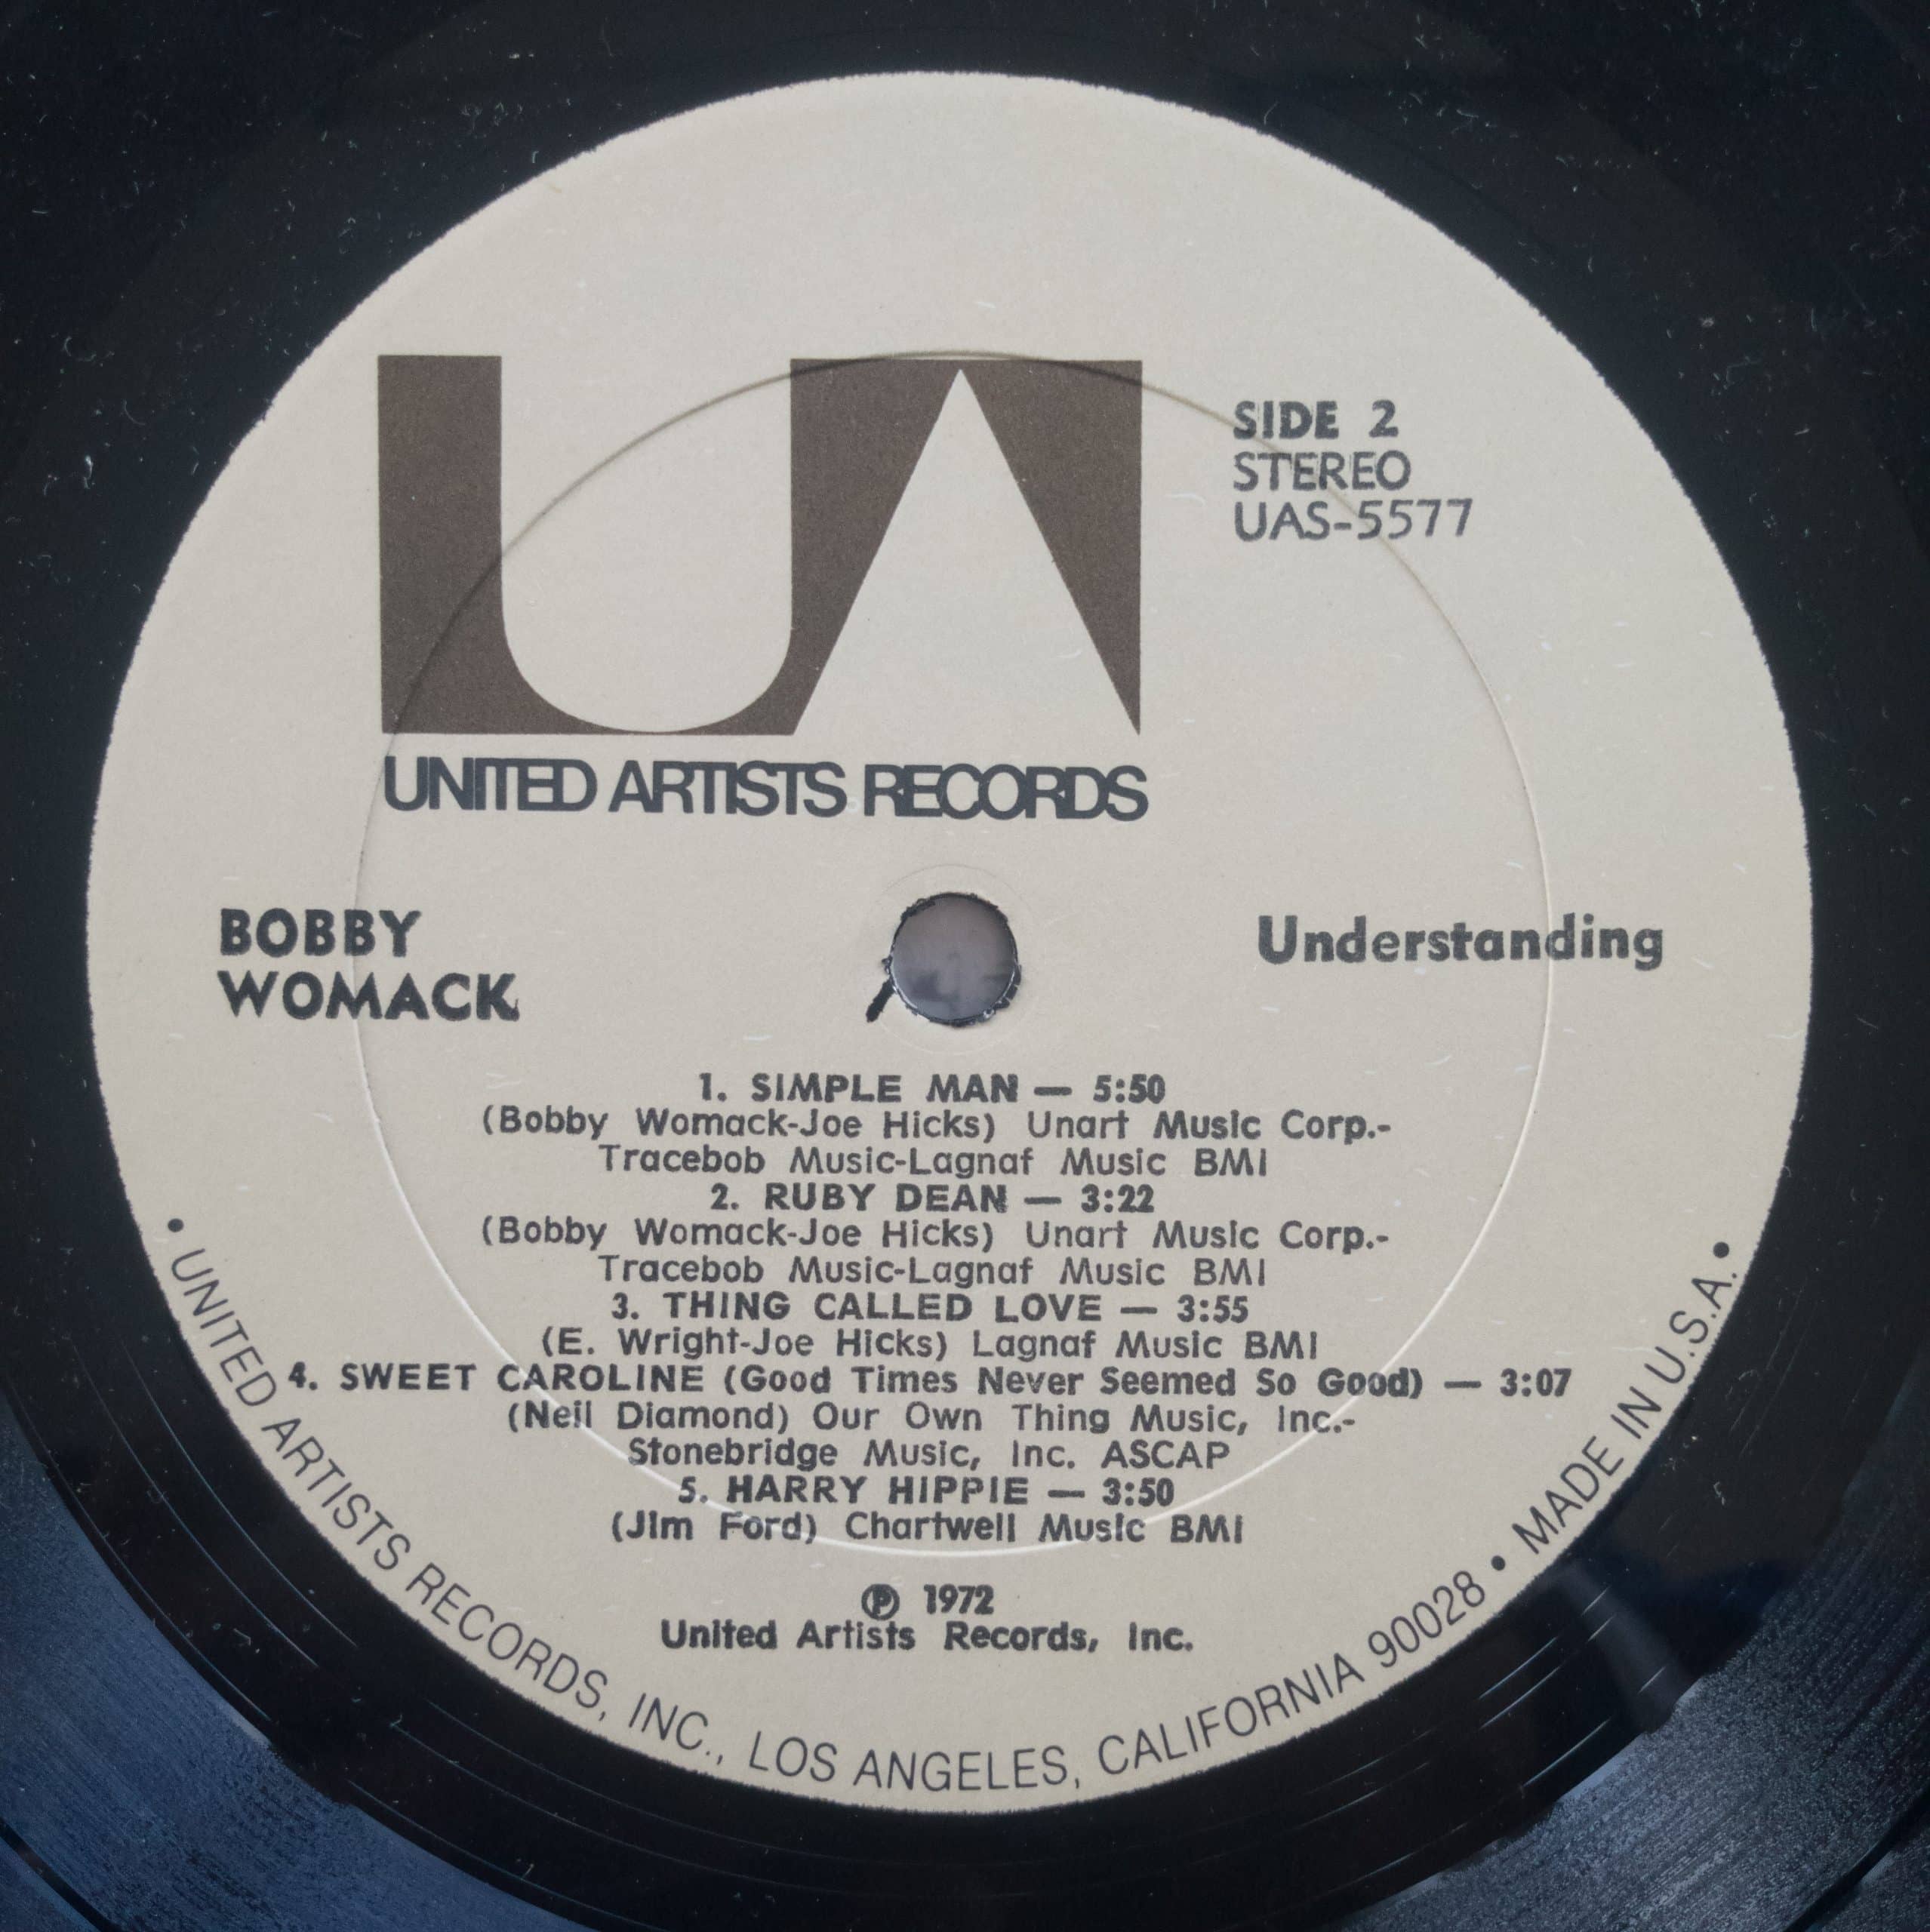 UA
UNITED ARTISTS RECORDS
SIDE 2
STEREO
UAS-5577
BOBBY
WOMACK
Understanding
1. SIMPLE MAN — 5:50
(Bobby Womack-Joe Hicks) Unart Music Corp.-
Tracebob Music-Lagnaf Music BMI
2. RUBY DEAN — 3:22
(Bobby Womack-Joe Hicks) Unart Music Corp.-
Tracebob Music-Lagnaf Music BMI
3. THING CALLED LOVE — 3:55
(E. Wright-Joe Hicks) Lagnaf Music BMI
4. SWEET CAROLINE (Good Times Never Seemed So Good) — 3:07
(Neil Diamond) Our Own Thing Music, Inc.-
Stonebridge Music, Inc. ASCAP
5. HARRY HIPPIE — 3:50
(Jim Ford) Chartwell Music BMI
℗ 1972
United Artists Records, Inc.
• UNITED ARTISTS RECORDS, INC., LOS ANGELES, CALIFORNIA 90028 • MADE IN U.S.A. •